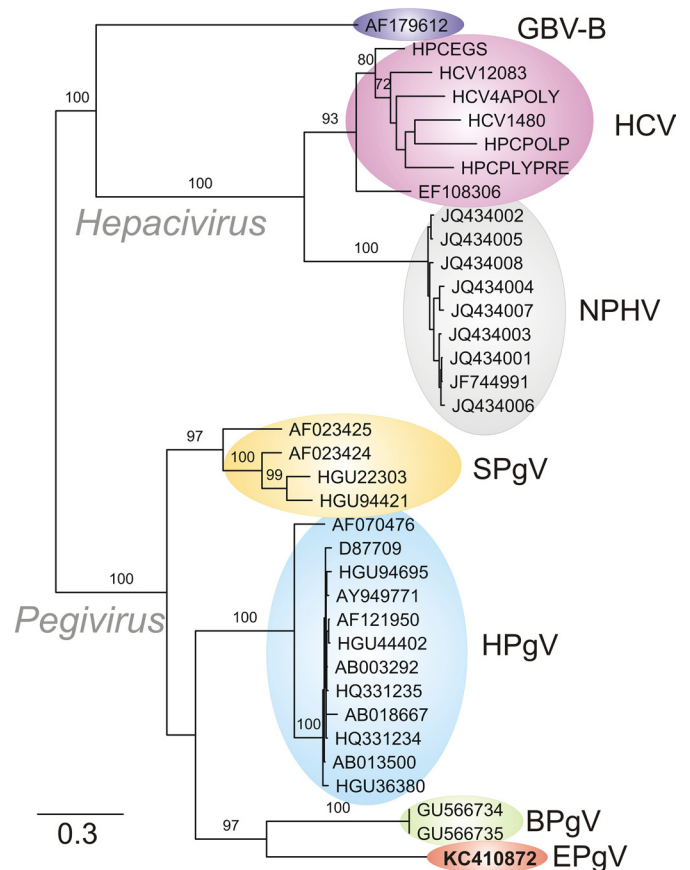 AF179612
GBV-B
HPCEGS
80
HCV12083
72
100
HCV4APOLY
93
HCV1480
HCV
HPCPOLP
HPCPLYPRE
100
EF108306
Hepacivirus
JQ434002
JQ434005
100
JQ434008
JQ434004
JQ434007
NPHV
JQ434003
JQ434001
JF744991
JQ434006
AF023425
97
AF023424
100
SPgV
99
HGU22303
HGU94421
AF070476
D87709
100
HGU94695
AY949771
Pegivirus
100
AF121950
HGU44402
HPgV
AB003292
HQ331235
AB018667
100
HQ331234
AB013500
HGU36380
100
GU566734
BPgV
97
GU566735
0.3
KC410872
EPgV